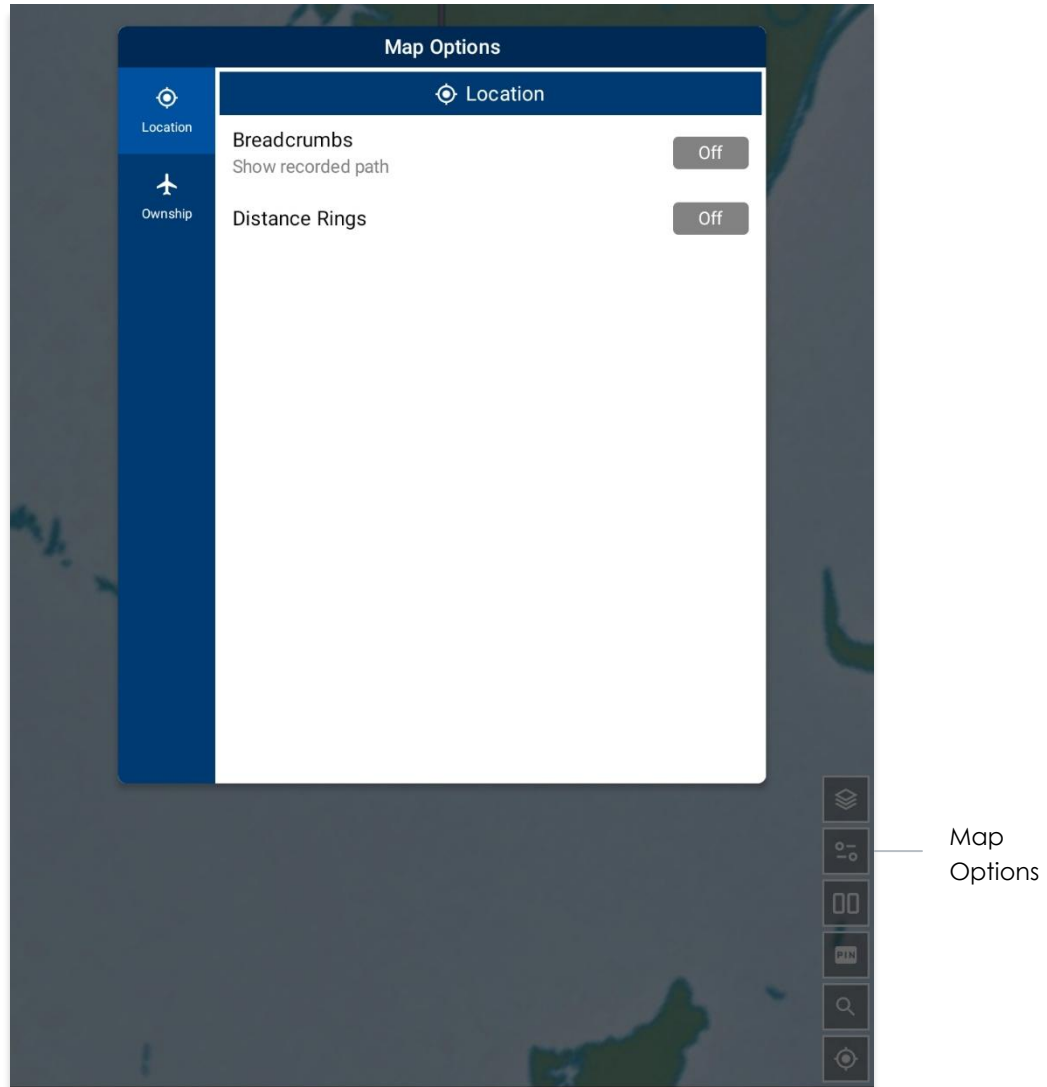 Map Options
Location
Location
Breadcrumbs
Off
Show recorded path
Ownship
Distance Rings
Off
Map
Options
PIN